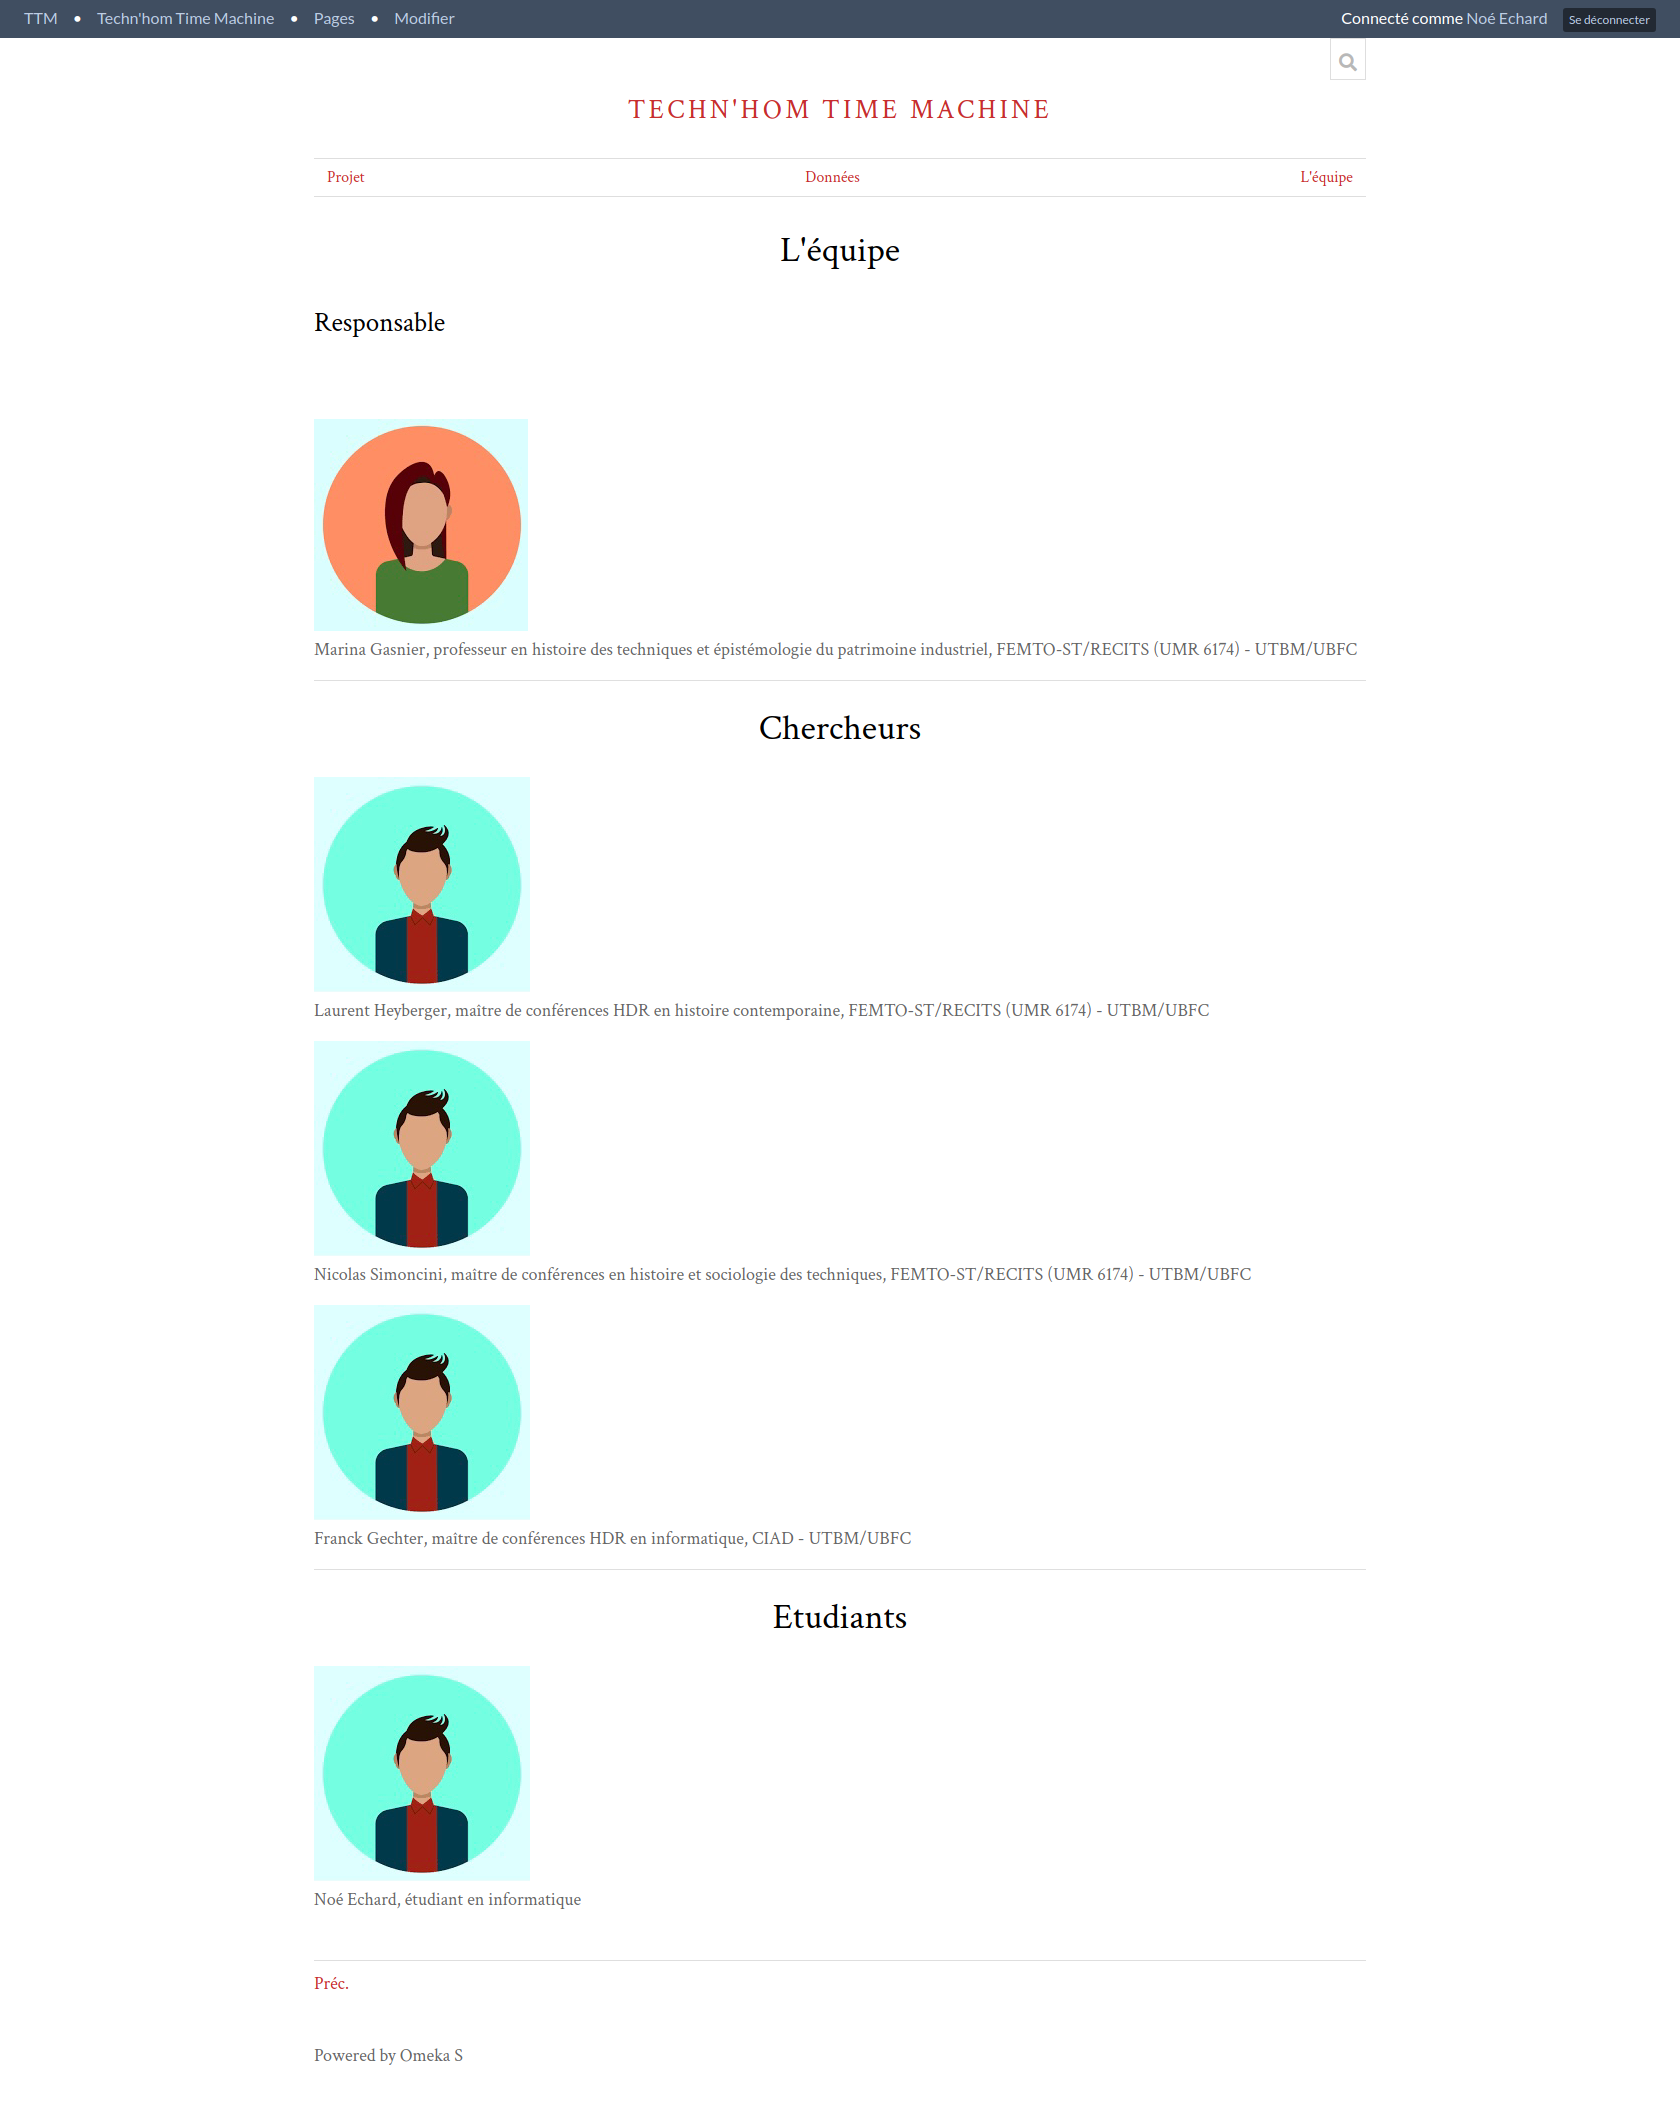 TTM • Techn'hom Time Machine • Pages • Modifier Connecté comme Noé Echard Se déconnecter
TECHN'HOM TIME MACHINE
Projet Données L'équipe
L'équipe
Responsable
Marina Gasnier, professeur en histoire des techniques et épistémologie du patrimoine industriel, FEMTO-ST/RECITS (UMR 6174) - UTBM/UBFC
Chercheurs
Laurent Heyberger, maître de conférences HDR en histoire contemporaine, FEMTO-ST/RECITS (UMR 6174) - UTBM/UBFC
Nicolas Simoncini, maître de conférences en histoire et sociologie des techniques, FEMTO-ST/RECITS (UMR 6174) - UTBM/UBFC
Franck Gechter, maître de conférences HDR en informatique, CIAD - UTBM/UBFC
Etudiants
Noé Echard, étudiant en informatique
Préc.
Powered by Omeka S